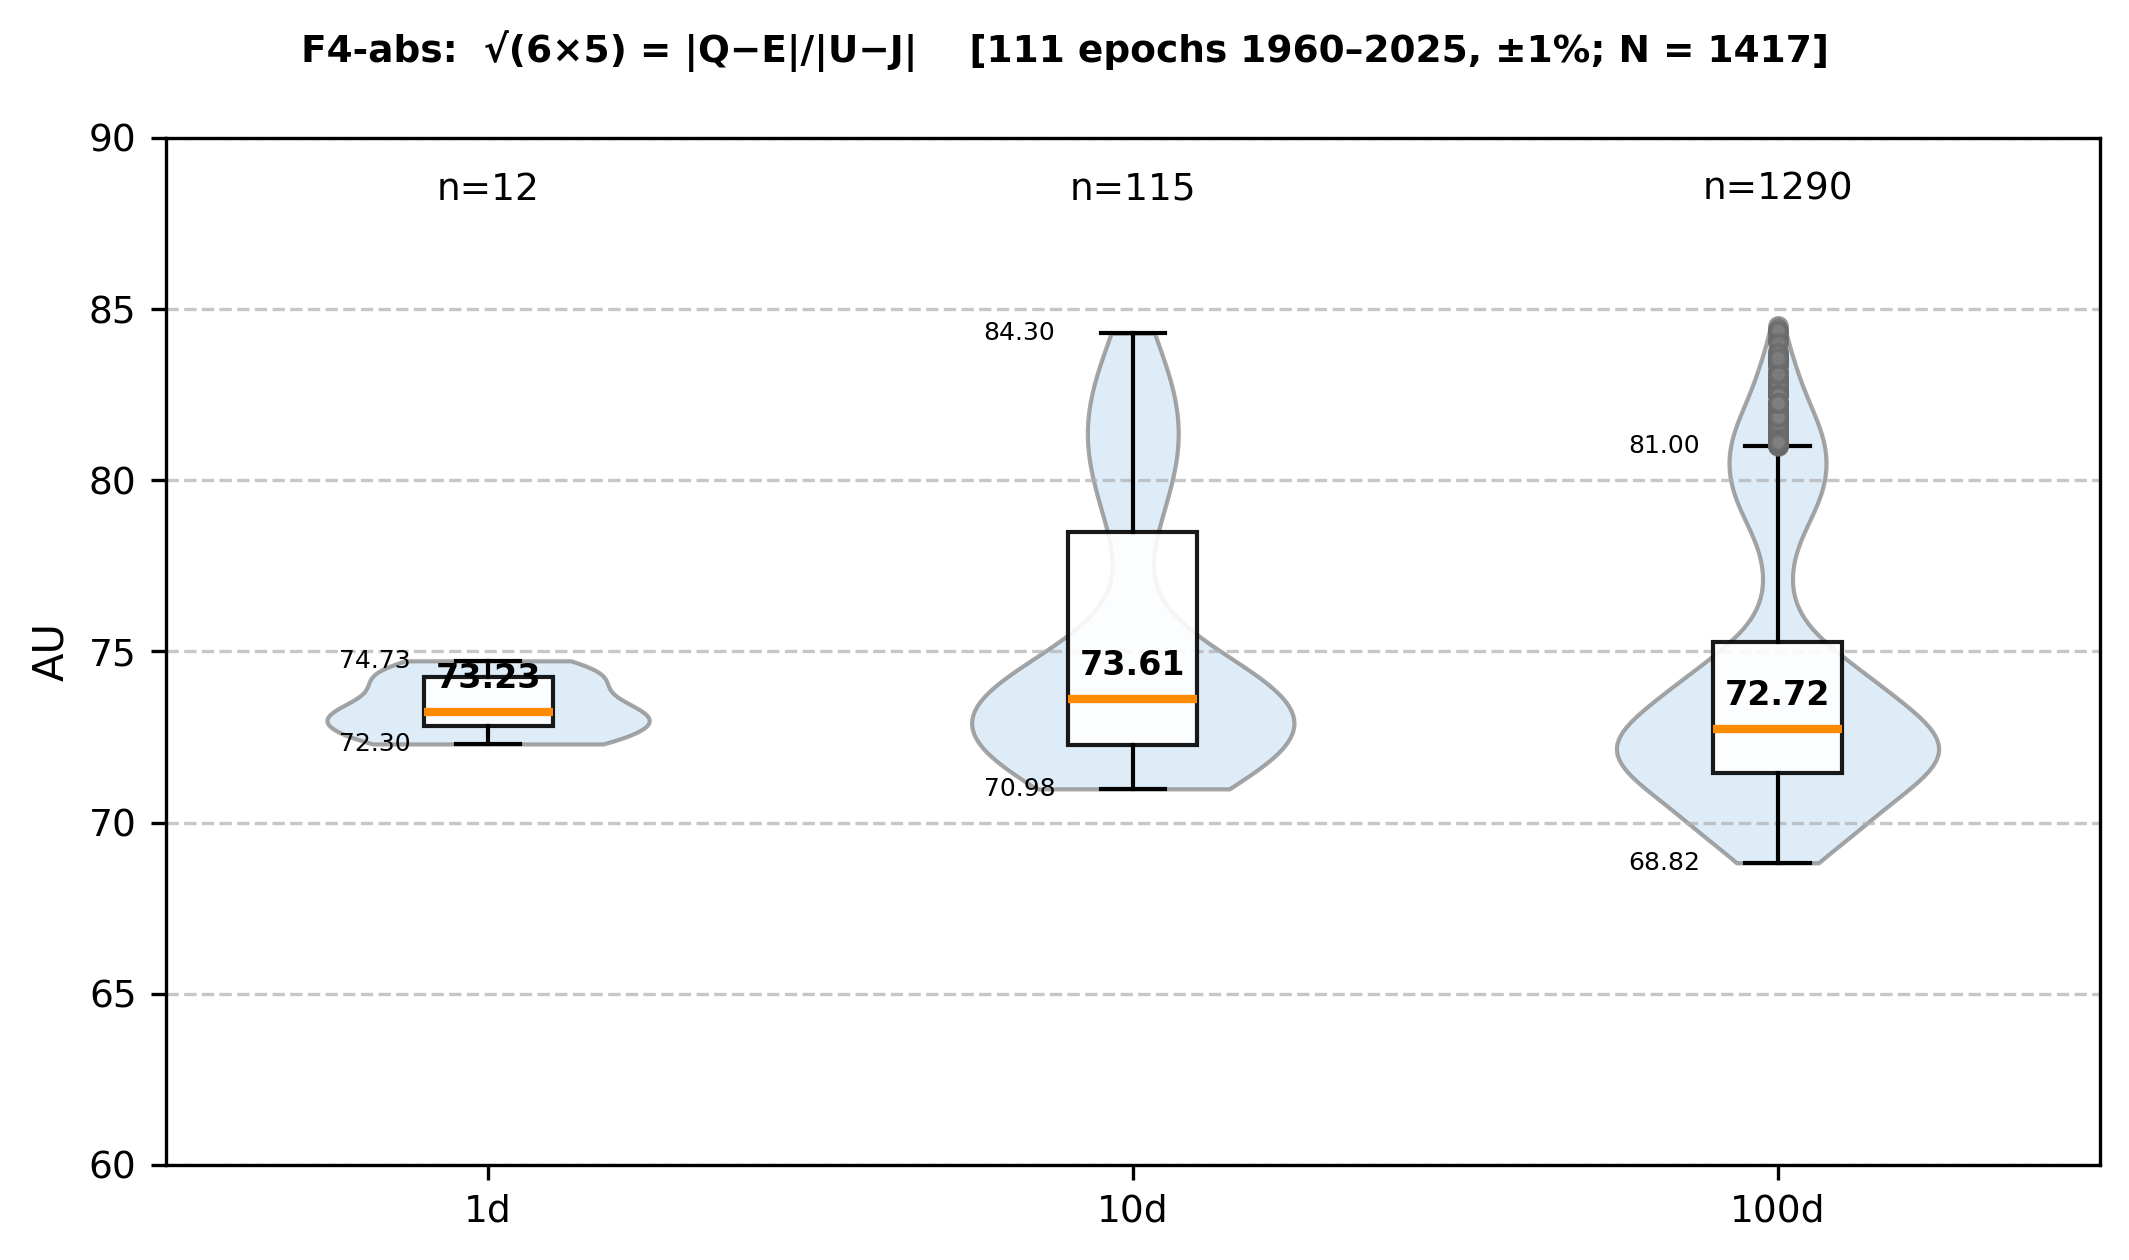 F4-abs:  √(6×5) = |Q−E|/|U−J|    [111 epochs 1960–2025, ±1%; N = 1417]
90
n=12
n=115
n=1290
85
84.30
81.00
80
AU
75
74.73
73.23
73.61
72.72
72.30
70.98
70
68.82
65
60
1d
10d
100d